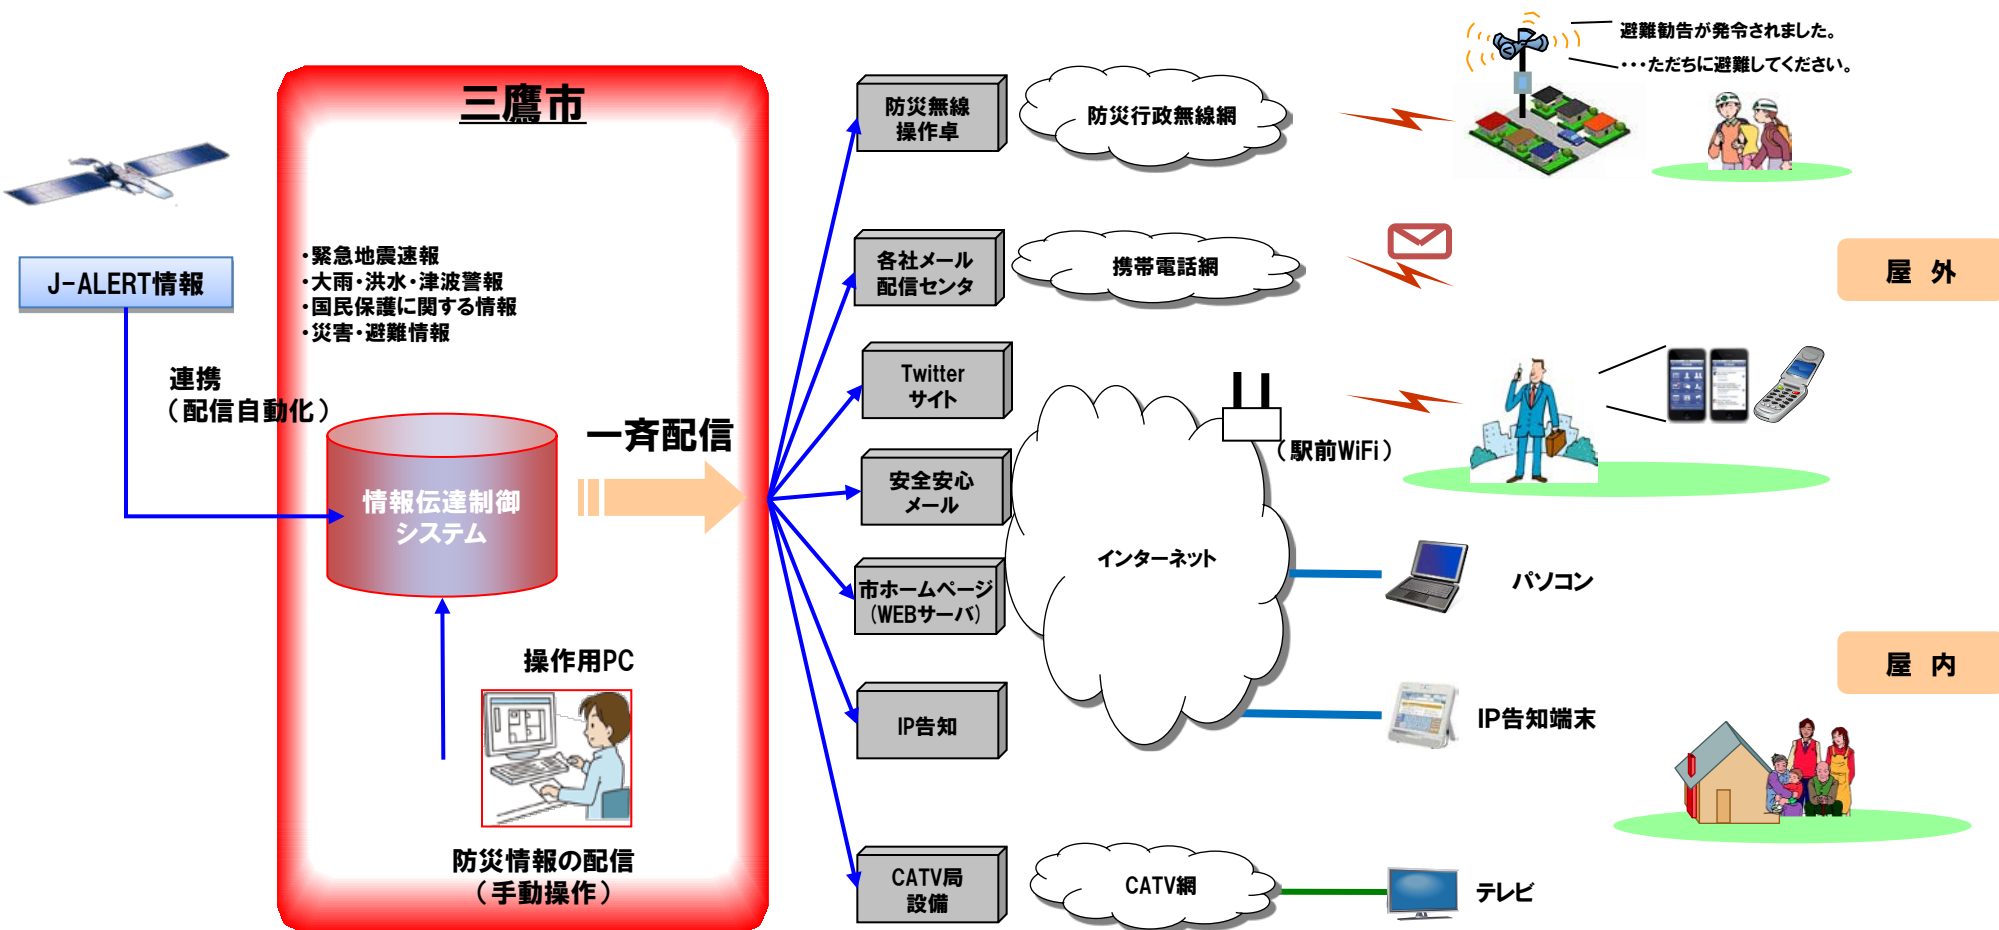 三鷹市
J-ALERT情報
連携
（配信自動化）
・緊急地震速報
・大雨・洪水・津波警報
・国民保護に関する情報
・災害・避難情報
情報伝達制御
システム
一斉配信
操作用PC
防災情報の配信
（手動操作）
防災無線
操作卓
各社メール
配信センタ
Twitter
サイト
安全安心
メール
市ホームページ
(WEBサーバ)
IP告知
CATV局
設備
防災行政無線網
携帯電話網
インターネット
（駅前WiFi）
CATV網
避難勧告が発令されました。
・・・ただちに避難してください。
屋 外
パソコン
IP告知端末
テレビ
屋 内